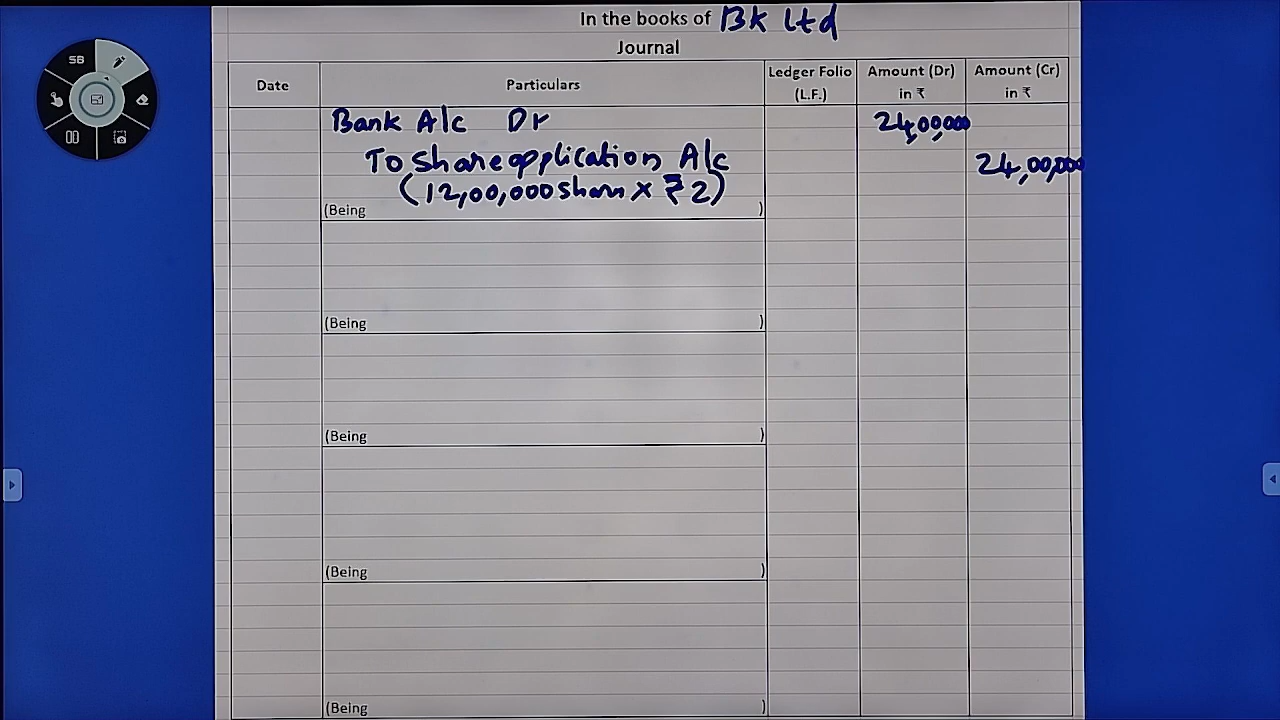 SB
In the books of BK Ltd
Journal
Date Particulars Ledger Folio (L.F.) Amount (Dr) in ₹ Amount (Cr) in ₹
Bank A/c Dr 24,00,000
To Share application A/c 24,00,000
(12,00,000 shares x ₹ 2)
(Being )
(Being )
(Being )
(Being )
(Being )